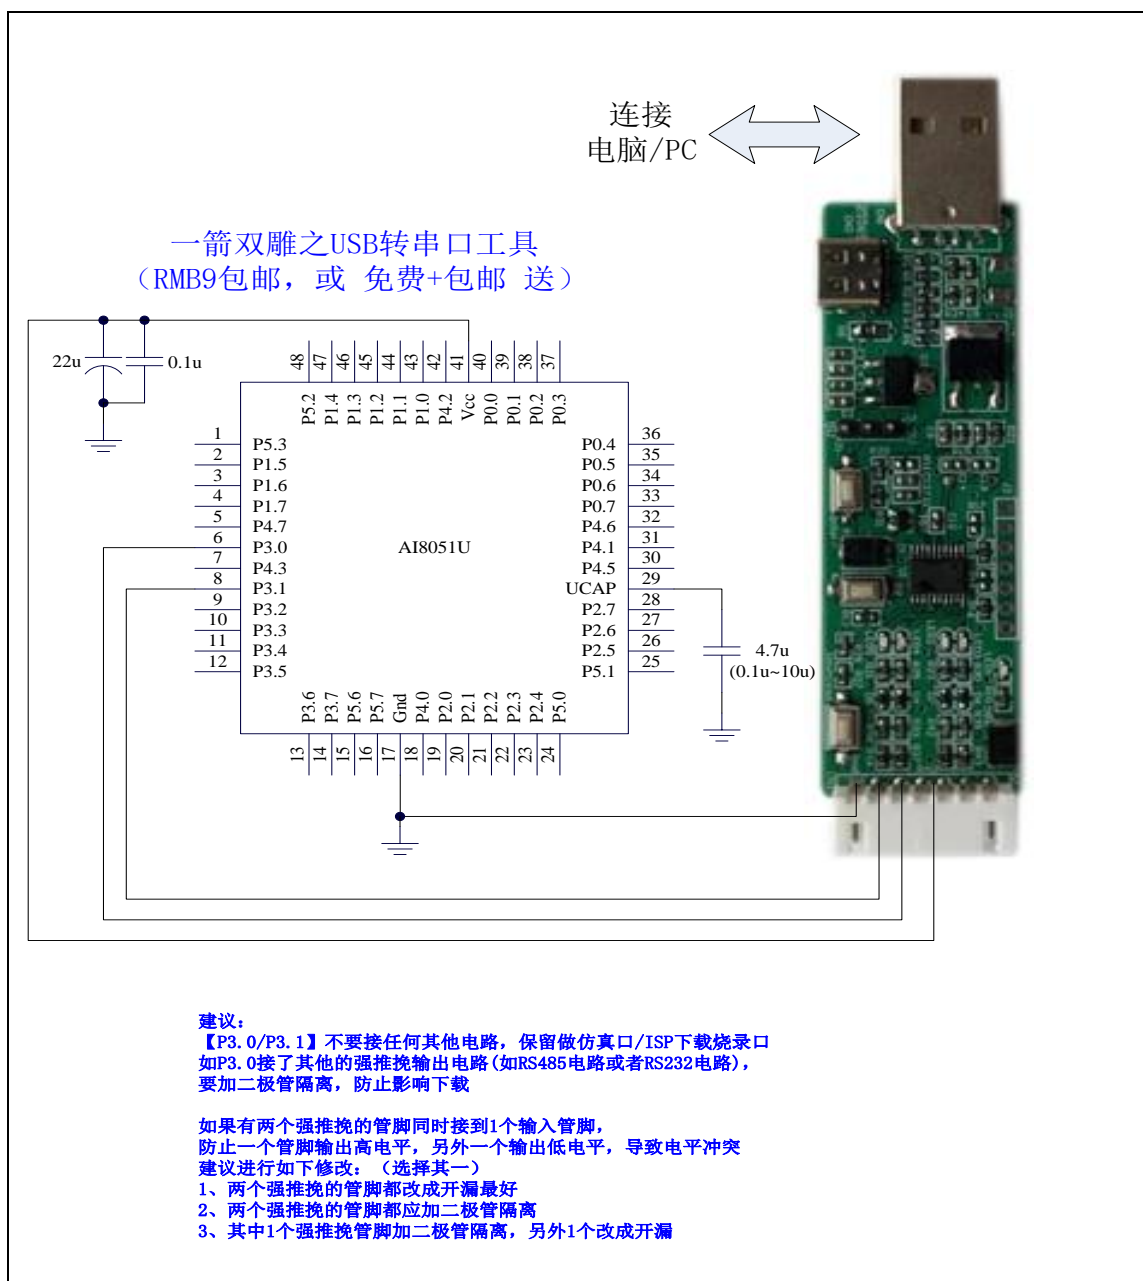 连接
电脑/PC
一箭双雕之USB转串口工具
（RMB9包邮，或 免费+包邮 送）
22u
0.1u
48
47
46
45
44
43
42
41
40
39
38
37
P5.2
P1.4
P1.3
P1.2
P1.1
P1.0
P4.2
Vcc
P0.0
P0.1
P0.2
P0.3
1
P5.3
2
P1.5
3
P1.6
4
P1.7
5
P4.7
6
P3.0
7
P4.3
8
P3.1
9
P3.2
10
P3.3
11
P3.4
12
P3.5
AI8051U
36
P0.4
35
P0.5
34
P0.6
33
P0.7
32
P4.6
31
P4.1
30
P4.5
29
UCAP
28
P2.7
27
P2.6
26
P2.5
25
P5.1
4.7u
(0.1u~10u)
P3.6
P3.7
P5.6
P5.7
Gnd
P4.0
P2.0
P2.1
P2.2
P2.3
P2.4
P5.0
13
14
15
16
17
18
19
20
21
22
23
24
建议：
【P3.0/P3.1】不要接任何其他电路，保留做仿真口/ISP下载烧录口
如P3.0接了其他的强推挽输出电路(如RS485电路或者RS232电路)，
要加二极管隔离，防止影响下载
如果有两个强推挽的管脚同时接到1个输入管脚，
防止一个管脚输出高电平，另外一个输出低电平，导致电平冲突
建议进行如下修改：（选择其一）
1、两个强推挽的管脚都改成开漏最好
2、两个强推挽的管脚都应加二极管隔离
3、其中1个强推挽管脚加二极管隔离，另外1个改成开漏